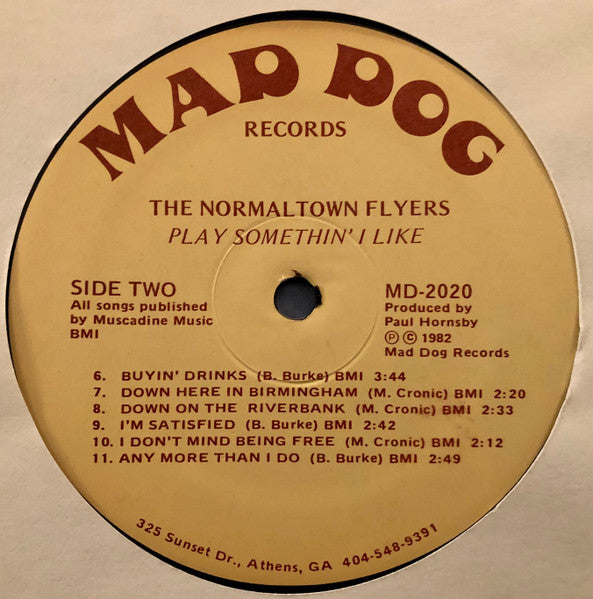 MAD DOG
RECORDS
THE NORMALTOWN FLYERS
PLAY SOMETHIN' I LIKE
SIDE TWO
All songs published
by Muscadine Music
BMI
MD-2020
Produced by
Paul Hornsby
Ⓟ © 1982
Mad Dog Records
6. BUYIN' DRINKS (B. Burke) BMI 3:44
7. DOWN HERE IN BIRMINGHAM (M. Cronic) BMI 2:20
8. DOWN ON THE RIVERBANK (M. Cronic) BMI 2:33
9. I'M SATISFIED (B. Burke) BMI 2:42
10. I DON'T MIND BEING FREE (M. Cronic) BMI 2:12
11. ANY MORE THAN I DO (B. Burke) BMI 2:49
325 Sunset Dr., Athens, GA 404-548-9391